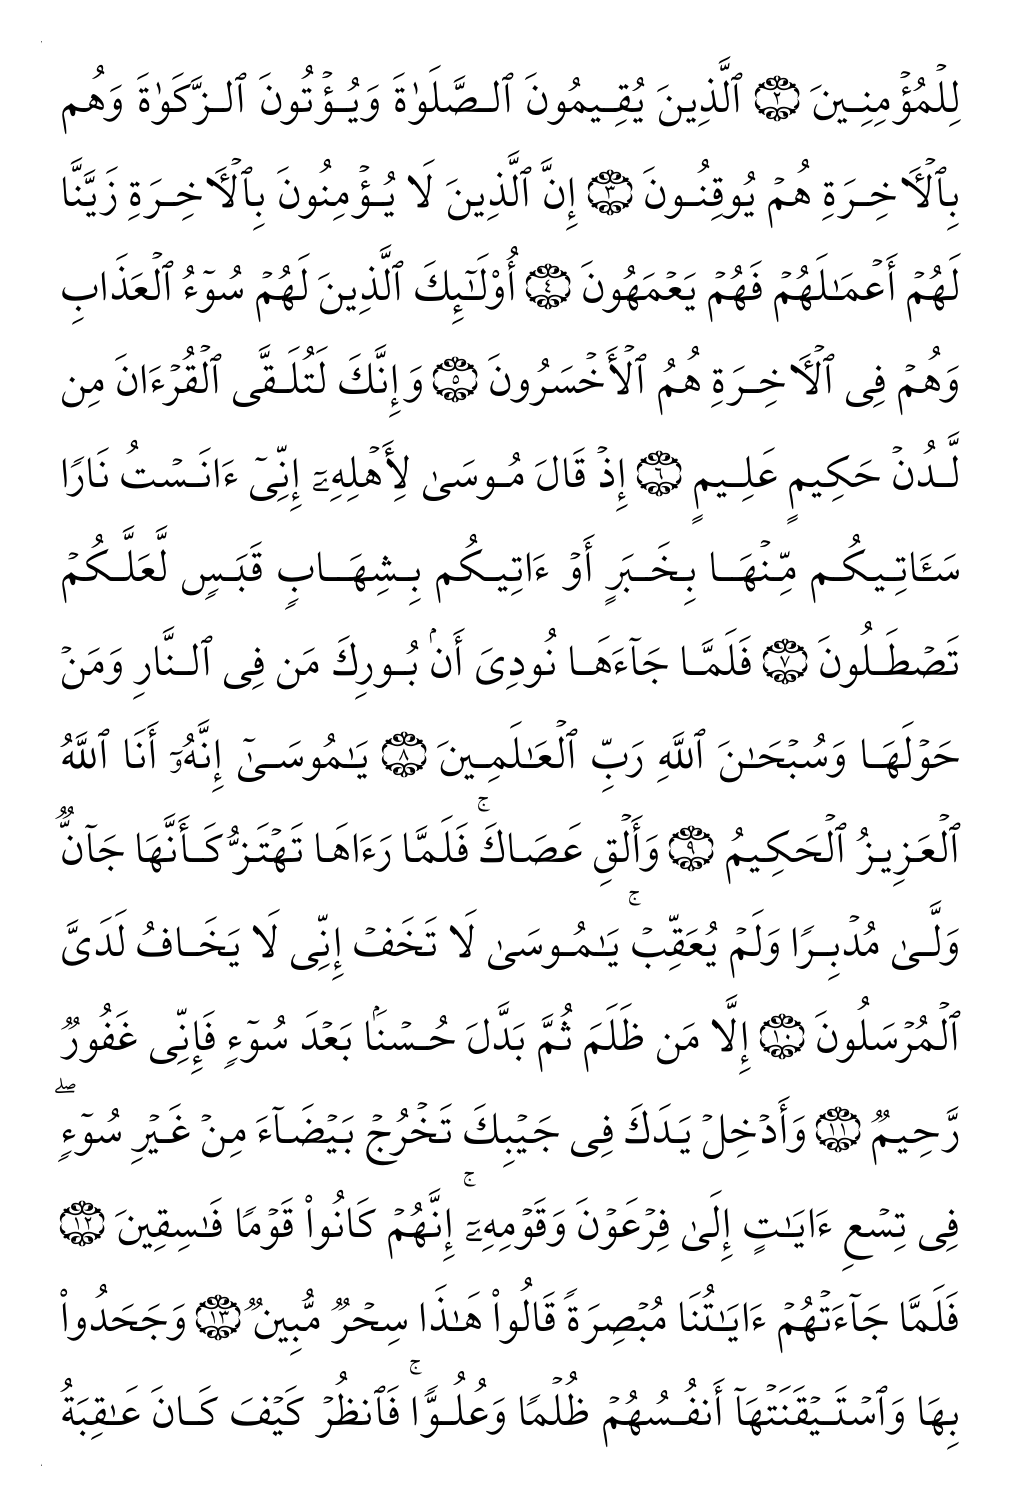 لِلْمُؤْمِنِينَ ۝٢ ٱلَّذِينَ يُقِيمُونَ ٱلصَّلَوٰةَ وَيُؤْتُونَ ٱلزَّكَوٰةَ وَهُم
بِٱلْـَٔاخِرَةِ هُمْ يُوقِنُونَ ۝٣ إِنَّ ٱلَّذِينَ لَا يُؤْمِنُونَ بِٱلْـَٔاخِرَةِ زَيَّنَّا
لَهُمْ أَعْمَـٰلَهُمْ فَهُمْ يَعْمَهُونَ ۝٤ أُو۟لَـٰٓئِكَ ٱلَّذِينَ لَهُمْ سُوٓءُ ٱلْعَذَابِ
وَهُمْ فِى ٱلْـَٔاخِرَةِ هُمُ ٱلْأَخْسَرُونَ ۝٥ وَإِنَّكَ لَتُلَقَّى ٱلْقُرْءَانَ مِن
لَّدُنْ حَكِيمٍ عَلِيمٍ ۝٦ إِذْ قَالَ مُوسَىٰ لِأَهْلِهِۦٓ إِنِّىٓ ءَانَسْتُ نَارًا
سَـَٔاتِيكُم مِّنْهَا بِخَبَرٍ أَوْ ءَاتِيكُم بِشِهَابٍ قَبَسٍ لَّعَلَّكُمْ
تَصْطَلُونَ ۝٧ فَلَمَّا جَآءَهَا نُودِىَ أَنۢ بُورِكَ مَن فِى ٱلنَّارِ وَمَنْ
حَوْلَهَا وَسُبْحَـٰنَ ٱللَّهِ رَبِّ ٱلْعَـٰلَمِينَ ۝٨ يَـٰمُوسَىٰٓ إِنَّهُۥٓ أَنَا ٱللَّهُ
ٱلْعَزِيزُ ٱلْحَكِيمُ ۝٩ وَأَلْقِ عَصَاكَ ۚ فَلَمَّا رَءَاهَا تَهْتَزُّ كَأَنَّهَا جَآنٌّ
وَلَّىٰ مُدْبِرًا وَلَمْ يُعَقِّبْ ۚ يَـٰمُوسَىٰ لَا تَخَفْ إِنِّى لَا يَخَافُ لَدَىَّ
ٱلْمُرْسَلُونَ ۝١٠ إِلَّا مَن ظَلَمَ ثُمَّ بَدَّلَ حُسْنًۢا بَعْدَ سُوٓءٍ فَإِنِّى غَفُورٌ
رَّحِيمٌ ۝١١ وَأَدْخِلْ يَدَكَ فِى جَيْبِكَ تَخْرُجْ بَيْضَآءَ مِنْ غَيْرِ سُوٓءٍ ۖ
فِى تِسْعِ ءَايَـٰتٍ إِلَىٰ فِرْعَوْنَ وَقَوْمِهِۦٓ ۚ إِنَّهُمْ كَانُوا۟ قَوْمًا فَـٰسِقِينَ ۝١٢
فَلَمَّا جَآءَتْهُمْ ءَايَـٰتُنَا مُبْصِرَةً قَالُوا۟ هَـٰذَا سِحْرٌ مُّبِينٌ ۝١٣ وَجَحَدُوا۟
بِهَا وَٱسْتَيْقَنَتْهَآ أَنفُسُهُمْ ظُلْمًا وَعُلُوًّا ۚ فَٱنظُرْ كَيْفَ كَانَ عَـٰقِبَةُ